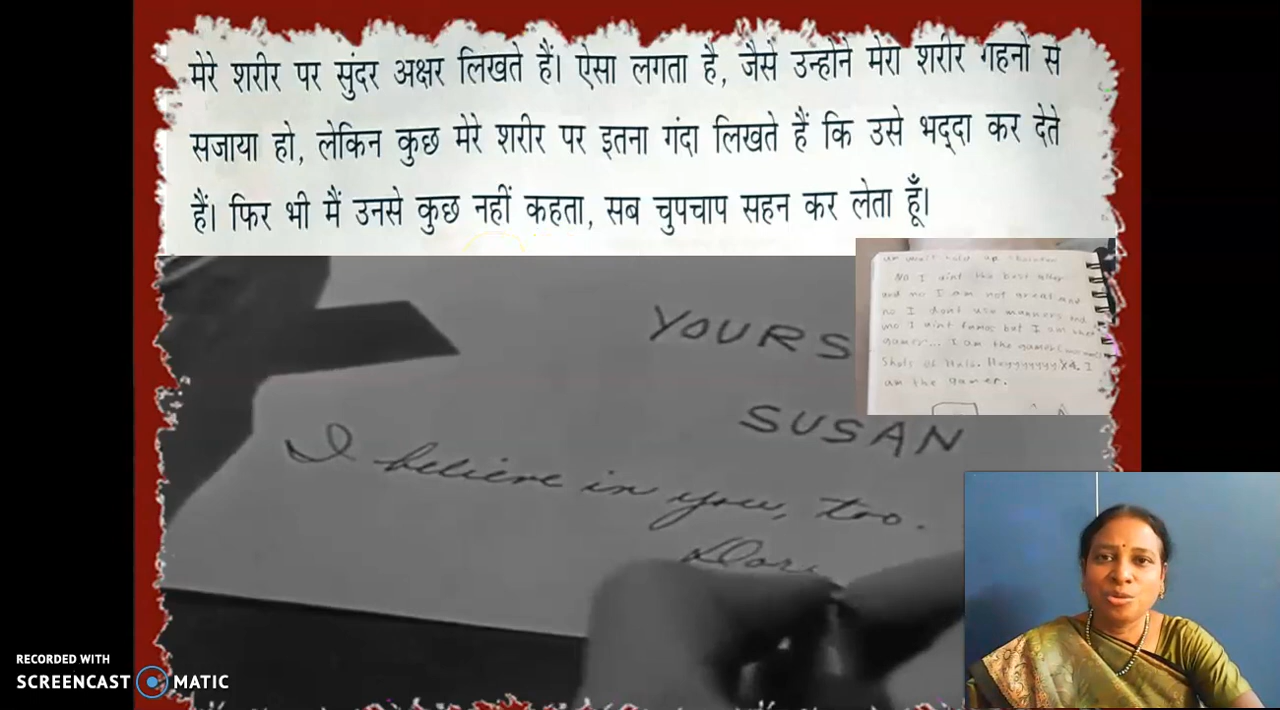 मेरे शरीर पर सुंदर अक्षर लिखते हैं। ऐसा लगता है, जैसे उन्होंने मेरा शरीर गहनों से
सजाया हो, लेकिन कुछ मेरे शरीर पर इतना गंदा लिखते हैं कि उसे भद्दा कर देते
हैं। फिर भी मैं उनसे कुछ नहीं कहता, सब चुपचाप सहन कर लेता हूँ।
No I aint the best
and no I am not great and
no I dont use manners and
no I aint but I am the
gamer... I am the gamer
I
am the gamer.
YOURS
SUSAN
I believe in you, too.
RECORDED WITH
SCREENCAST MATIC